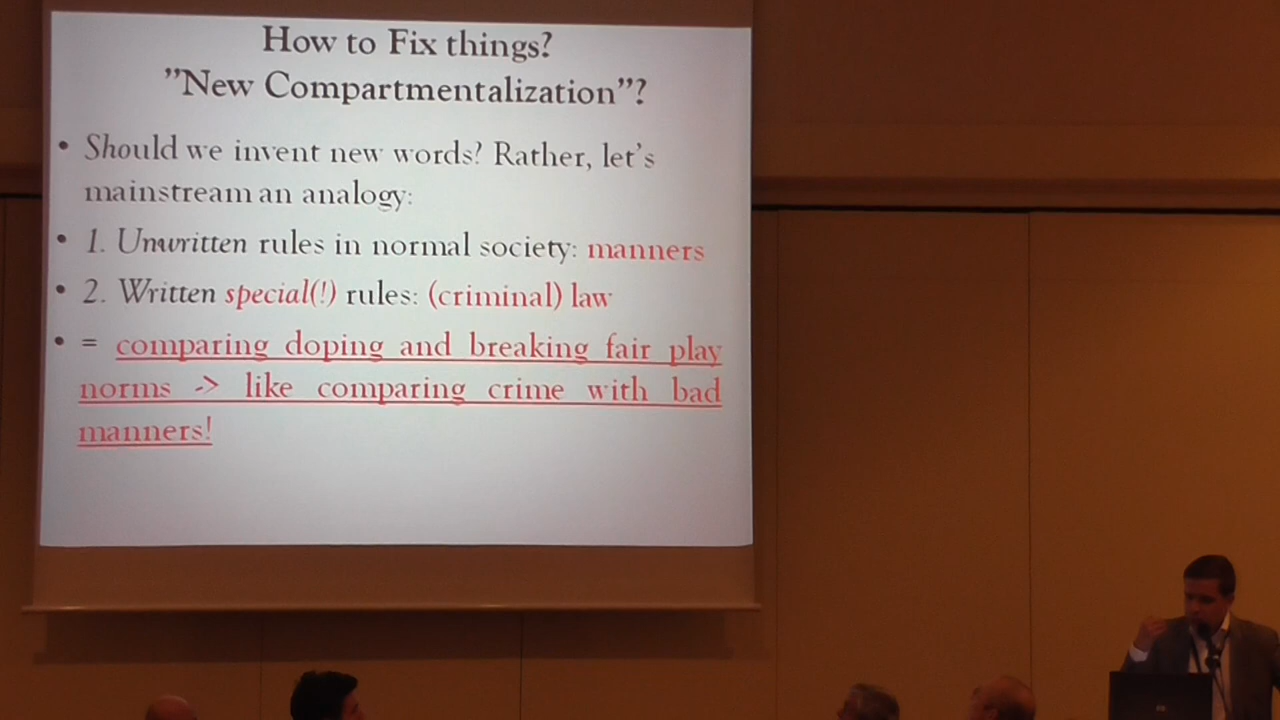 How to Fix things?
”New Compartmentalization”?
• Should we invent new words? Rather, let’s
mainstream an analogy:
• 1. Unwritten rules in normal society: manners
• 2. Written special(!) rules: (criminal) law
• = comparing doping and breaking fair play
norms -> like comparing crime with bad
manners!